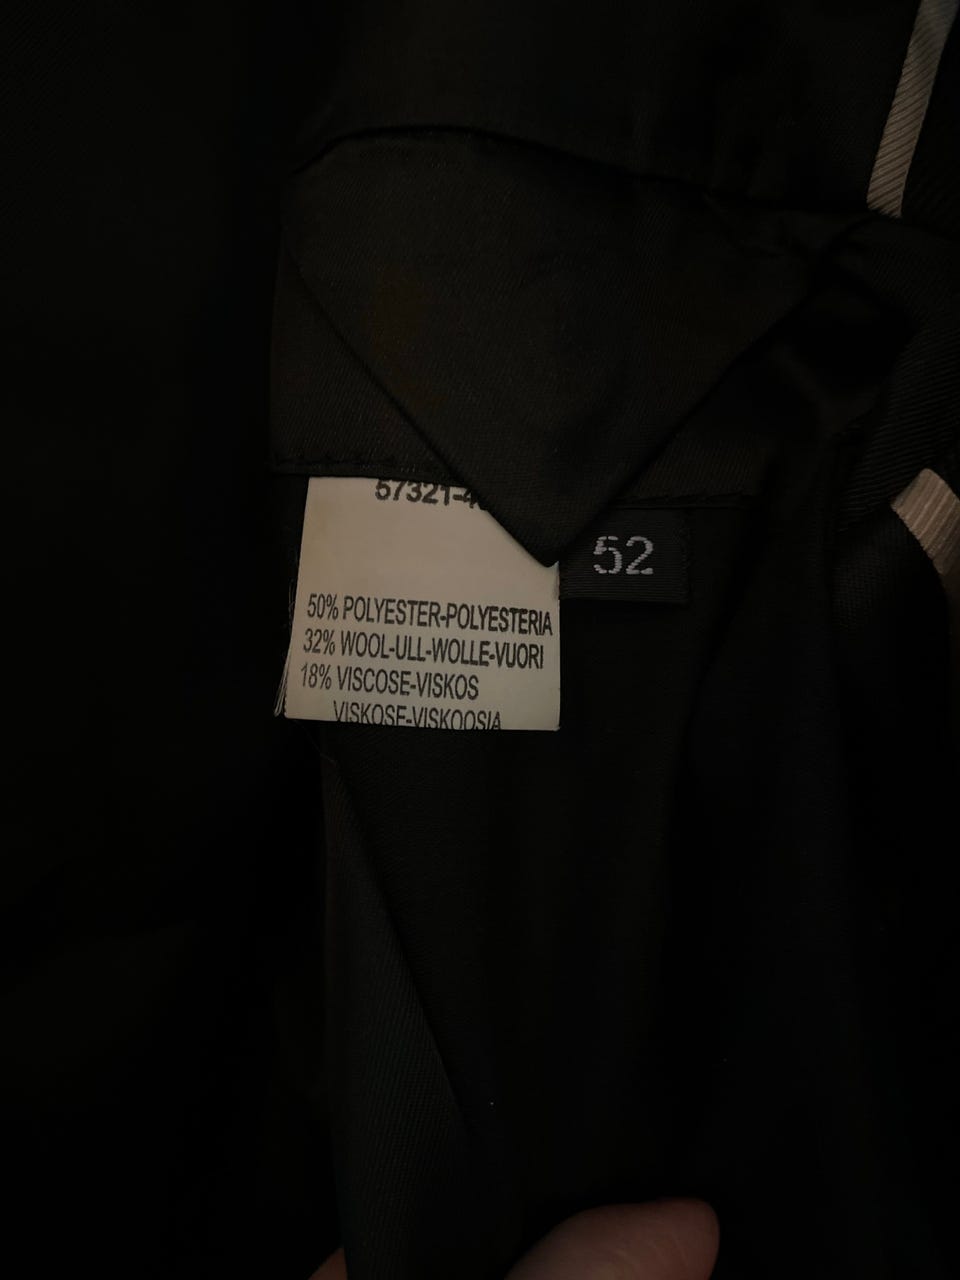 57321-4
52
50% POLYESTER-POLYESTERIA
32% WOOL-ULL-WOLLE-VUORI
18% VISCOSE-VISKOS
VISKOSE-VISKOOSIA